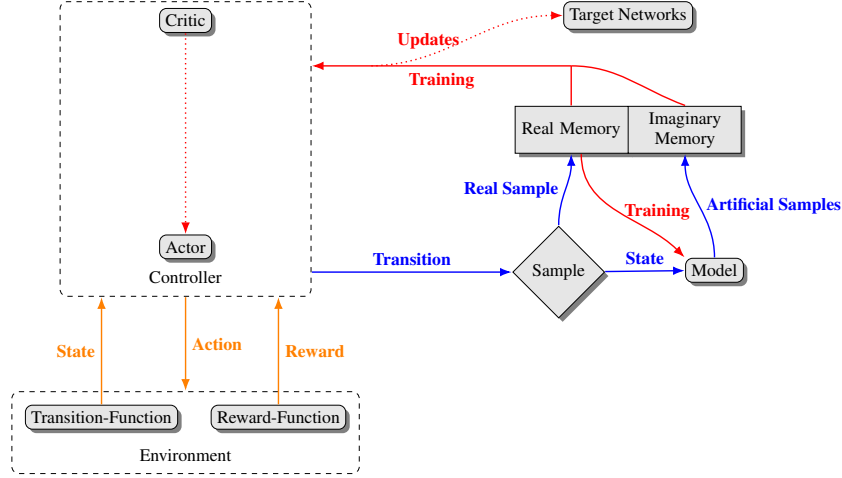 Critic
Target Networks
Updates
Training
Real Memory
Imaginary
Memory
Real Sample
Training
Artificial Samples
Actor
Controller
Transition
Sample
State
Model
State
Action
Reward
Transition-Function
Reward-Function
Environment